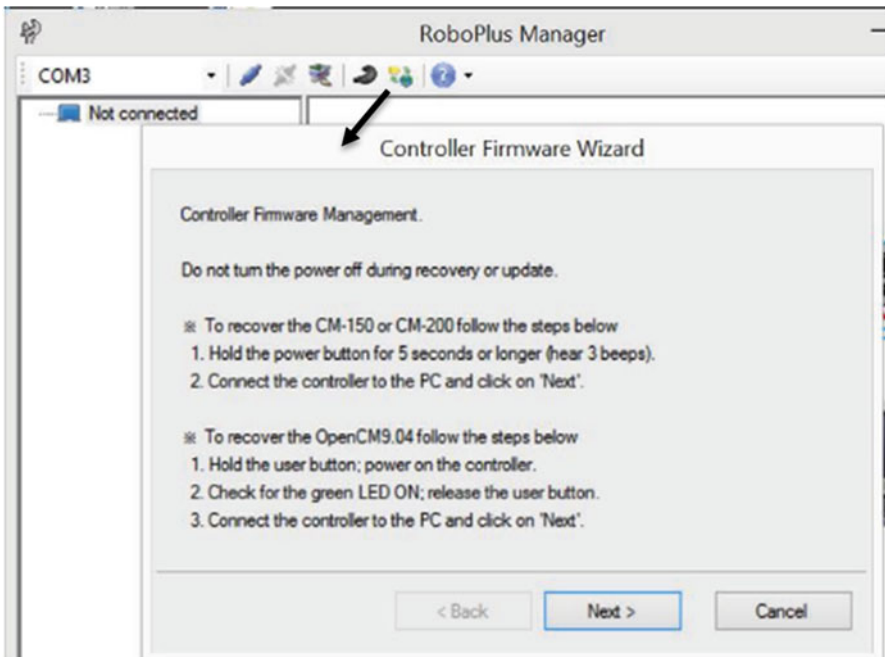 RoboPlus Manager
COM3
Not connected
Controller Firmware Wizard
Controller Firmware Management.
Do not turn the power off during recovery or update.
※ To recover the CM-150 or CM-200 follow the steps below
1. Hold the power button for 5 seconds or longer (hear 3 beeps).
2. Connect the controller to the PC and click on 'Next'.
※ To recover the OpenCM9.04 follow the steps below
1. Hold the user button; power on the controller.
2. Check for the green LED ON; release the user button.
3. Connect the controller to the PC and click on 'Next'.
< Back
Next >
Cancel